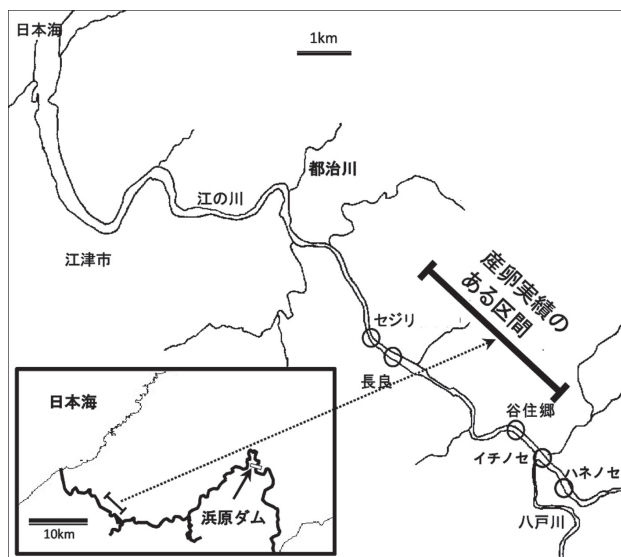 日本海
1km
都治川
江の川
江津市
産卵実績の
ある区間
セジリ
長良
谷住郷
イチノセ
ハネノセ
八戸川
日本海
浜原ダム
10km